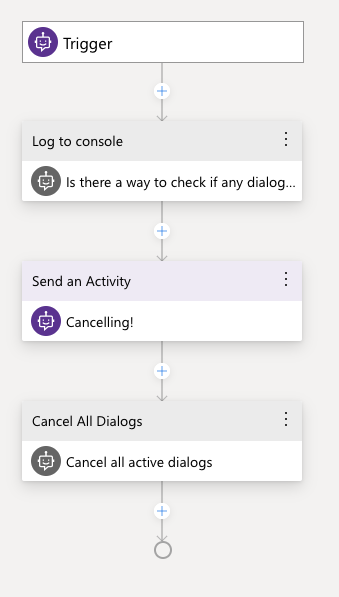 Trigger
Log to console
Is there a way to check if any dialog...
Send an Activity
Cancelling!
Cancel All Dialogs
Cancel all active dialogs